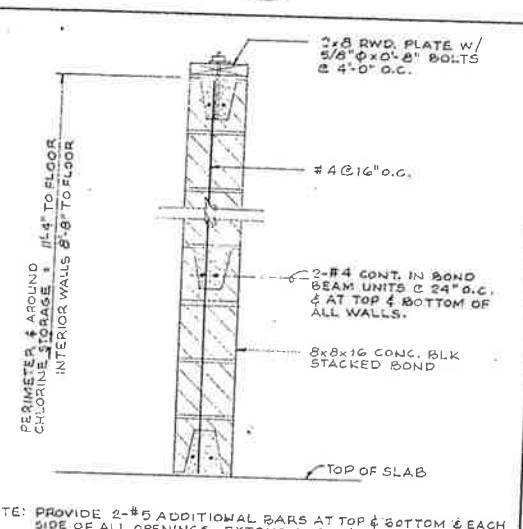 2x8 RWD. PLATE W/
5/8" Φ x 0'-8" BOLTS
@ 4'-0" O.C.
#4 @ 16" O.C.
2-#4 CONT. IN BOND
BEAM UNITS @ 24" O.C.
& AT TOP & BOTTOM OF
ALL WALLS.
8x8x16 CONC. BLK
STACKED BOND
TOP OF SLAB
PERIMETER & AROUND
CHLORINE STORAGE = 11'-4" TO FLOOR
INTERIOR WALLS 8'-8" TO FLOOR
TE: PROVIDE 2-#5 ADDITIONAL BARS AT TOP & BOTTOM & EACH
SIDE OF ALL OPENINGS.